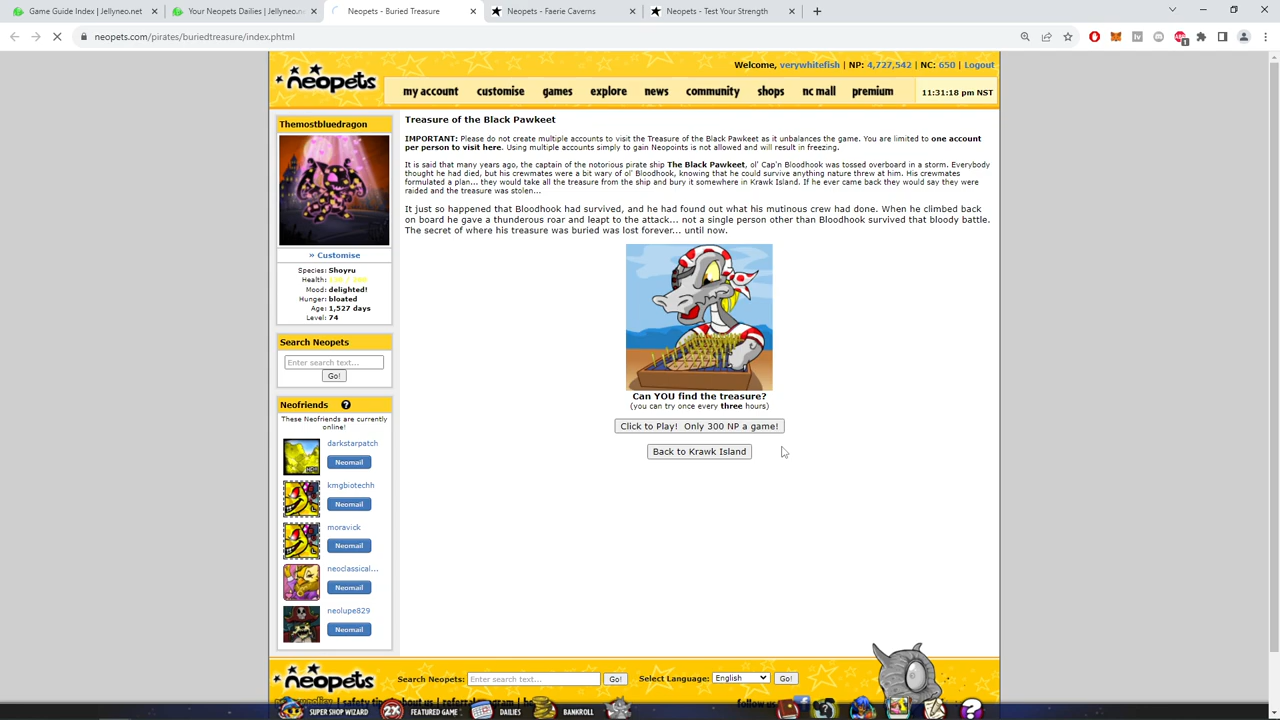 Game Guide Index | Jellyneo.net
Your Neopets Dailies | Jellyneo.n
Neopets - Buried Treasure
Neopets - Faerie Caverns
Neopets - Test Your Strength
neopets.com/pirates/buriedtreasure/index.phtml
neopets
Welcome, verywhitefish | NP: 4,727,542 | NC: 650 | Logout
my account customise games explore news community shops nc mall premium 11:31:18 pm NST
Themostbluedragon
» Customise
Species: Shoyru
Health:
Mood: delighted!
Hunger: bloated
Age: 1,527 days
Level: 74
Search Neopets
Enter search text...
Go!
Neofriends
These Neofriends are currently
online!
darkstarpatch
Neomail
kmgbiotechh
Neomail
moravick
Neomail
neoclassical...
Neomail
neolupe829
Neomail
Treasure of the Black Pawkeet
IMPORTANT: Please do not create multiple accounts to visit the Treasure of the Black Pawkeet as it unbalances the game. You are limited to one account
per person to visit here. Using multiple accounts simply to gain Neopoints is not allowed and will result in freezing.
It is said that many years ago, the captain of the notorious pirate ship The Black Pawkeet, ol' Cap'n Bloodhook was tossed overboard in a storm. Everybody
thought he had died, but his crewmates were a bit wary of ol' Bloodhook, knowing that he could survive anything nature threw at him. His crewmates
formulated a plan... they would take all the treasure from the ship and bury it somewhere in Krawk Island. If he ever came back they would say they were
raided and the treasure was stolen...
It just so happened that Bloodhook had survived, and he had found out what his mutinous crew had done. When he climbed back
on board he gave a thunderous roar and leapt to the attack... not a single person other than Bloodhook survived that bloody battle.
The secret of where his treasure was buried was lost forever... until now.
Can YOU find the treasure?
(you can try once every three hours)
Click to Play! Only 300 NP a game!
Back to Krawk Island
neopets
Search Neopets: Enter search text... Go! Select Language: English Go!
SUPER SHOP WIZARD FEATURED GAME DAILIES BANKROLL